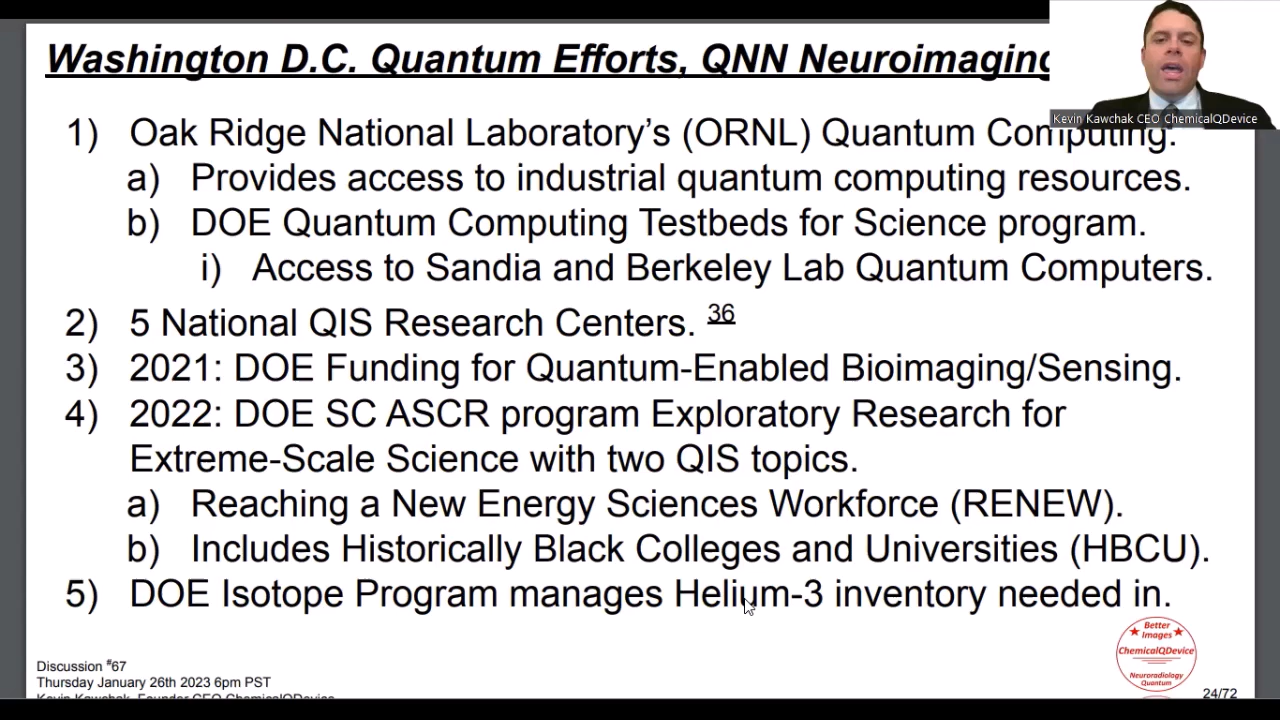 Washington D.C. Quantum Efforts, QNN Neuroimaging
Kevin Kawchak CEO ChemicalQDevice
1) Oak Ridge National Laboratory's (ORNL) Quantum Computing.
a) Provides access to industrial quantum computing resources.
b) DOE Quantum Computing Testbeds for Science program.
i) Access to Sandia and Berkeley Lab Quantum Computers.
2) 5 National QIS Research Centers. 36
3) 2021: DOE Funding for Quantum-Enabled Bioimaging/Sensing.
4) 2022: DOE SC ASCR program Exploratory Research for
Extreme-Scale Science with two QIS topics.
a) Reaching a New Energy Sciences Workforce (RENEW).
b) Includes Historically Black Colleges and Universities (HBCU).
5) DOE Isotope Program manages Helium-3 inventory needed in.
Better
Images
ChemicalQDevice
Neuroradiology
Quantum
Discussion #67
Thursday January 26th 2023 6pm PST
Kevin Kawchak, Founder CEO ChemicalQDevice
24/72